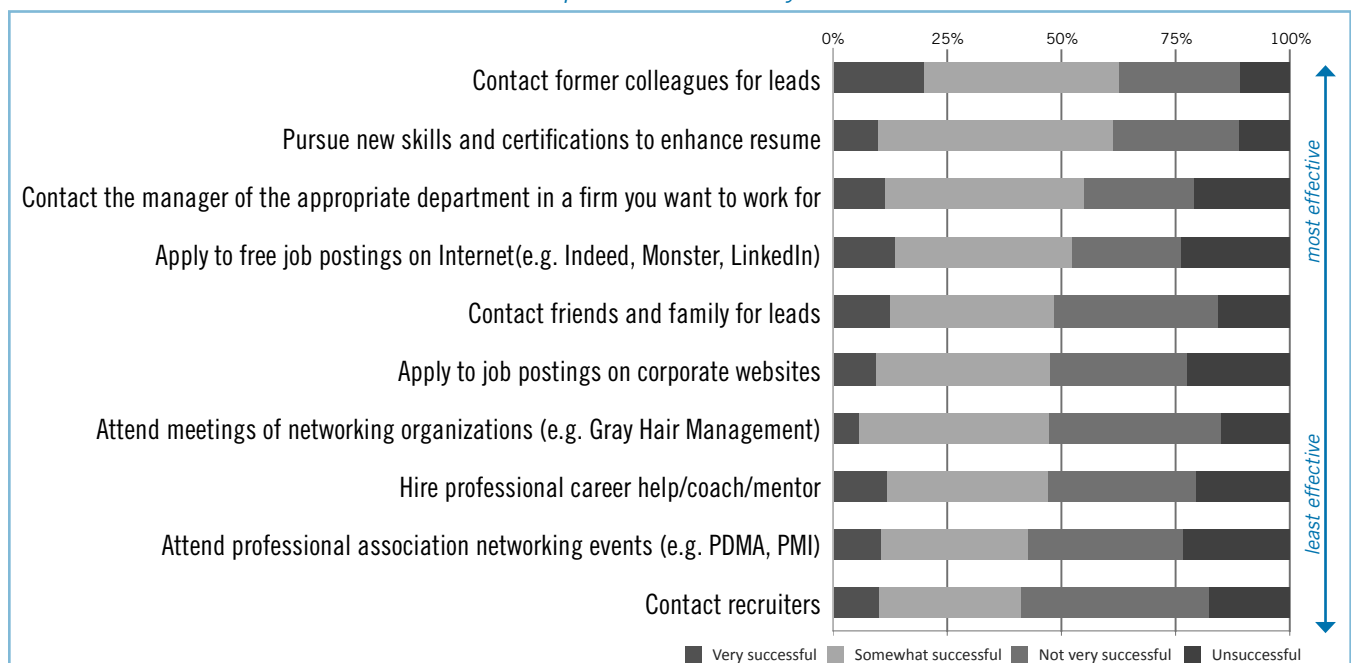 0% 25% 50% 75% 100%
Contact former colleagues for leads
Pursue new skills and certifications to enhance resume
Contact the manager of the appropriate department in a firm you want to work for
Apply to free job postings on Internet(e.g. Indeed, Monster, LinkedIn)
Contact friends and family for leads
Apply to job postings on corporate websites
Attend meetings of networking organizations (e.g. Gray Hair Management)
Hire professional career help/coach/mentor
Attend professional association networking events (e.g. PDMA, PMI)
Contact recruiters
most effective
least effective
Very successful Somewhat successful Not very successful Unsuccessful